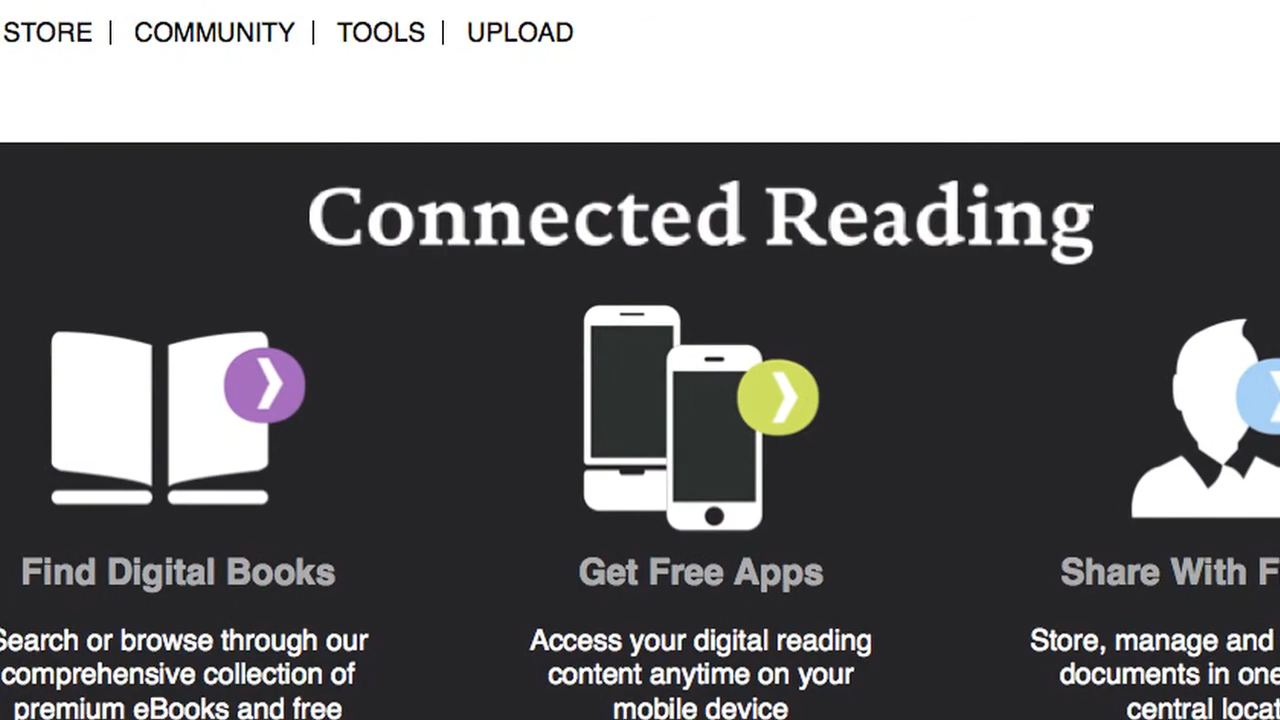 STORE | COMMUNITY | TOOLS | UPLOAD
Connected Reading
Find Digital Books
Search or browse through our
comprehensive collection of
premium eBooks and free
Get Free Apps
Access your digital reading
content anytime on your
mobile device
Share With F
Store, manage and
documents in one
central